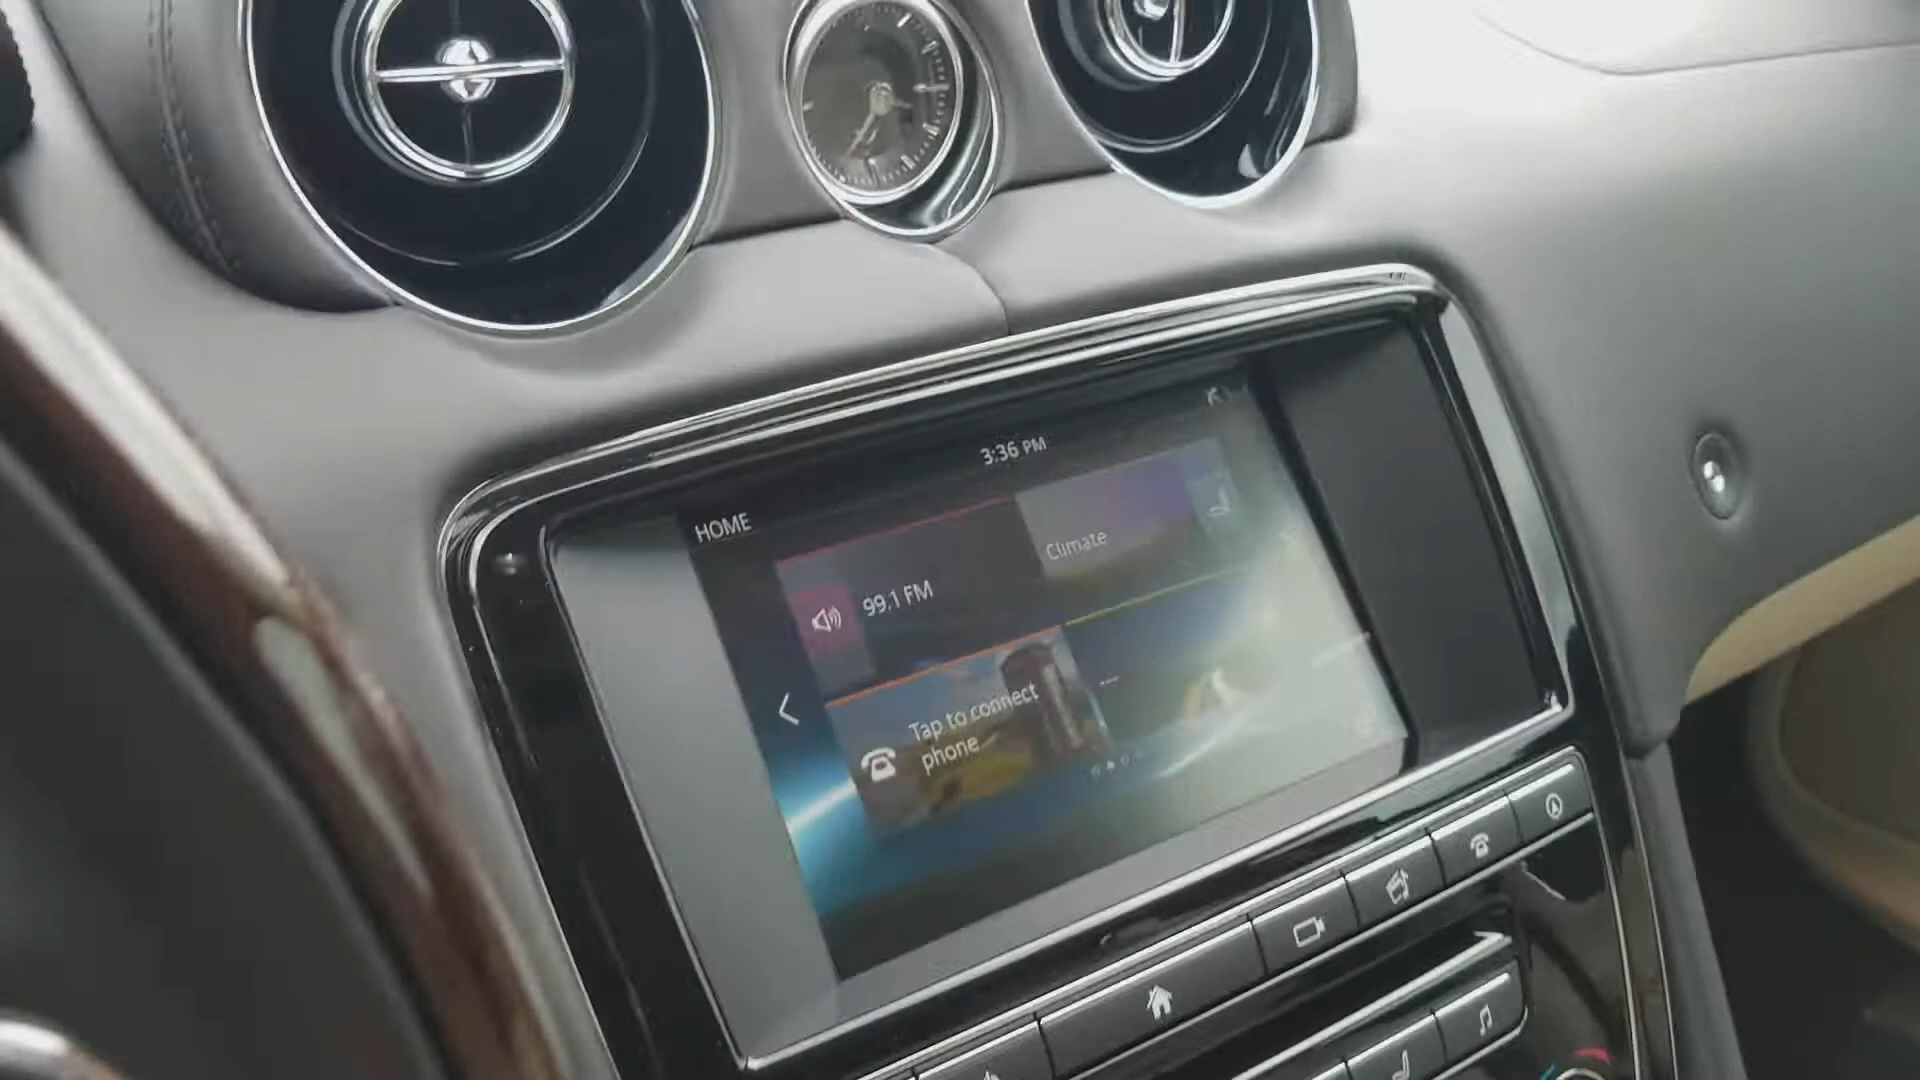 3:36 PM
HOME
99.1 FM
Climate
Tap to connect
phone
---